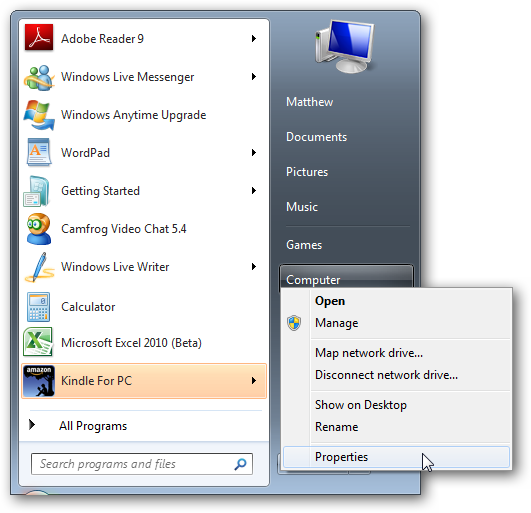 Adobe Reader 9
Windows Live Messenger
Windows Anytime Upgrade
WordPad
Getting Started
Camfrog Video Chat 5.4
Windows Live Writer
Calculator
Microsoft Excel 2010 (Beta)
amazon
Kindle For PC
All Programs
Search programs and files
Matthew
Documents
Pictures
Music
Games
Computer
Open
Manage
Map network drive...
Disconnect network drive...
Show on Desktop
Rename
Properties